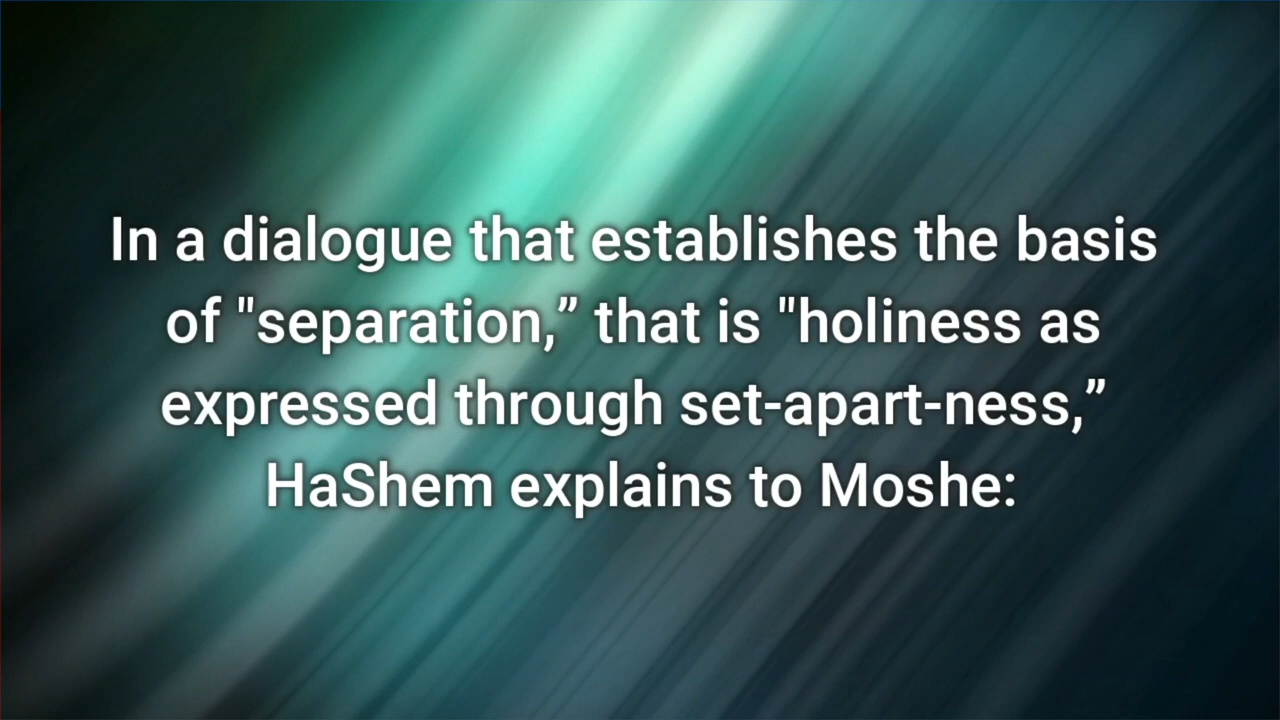 In a dialogue that establishes the basis
of "separation,” that is "holiness as
expressed through set-apart-ness,”
HaShem explains to Moshe: